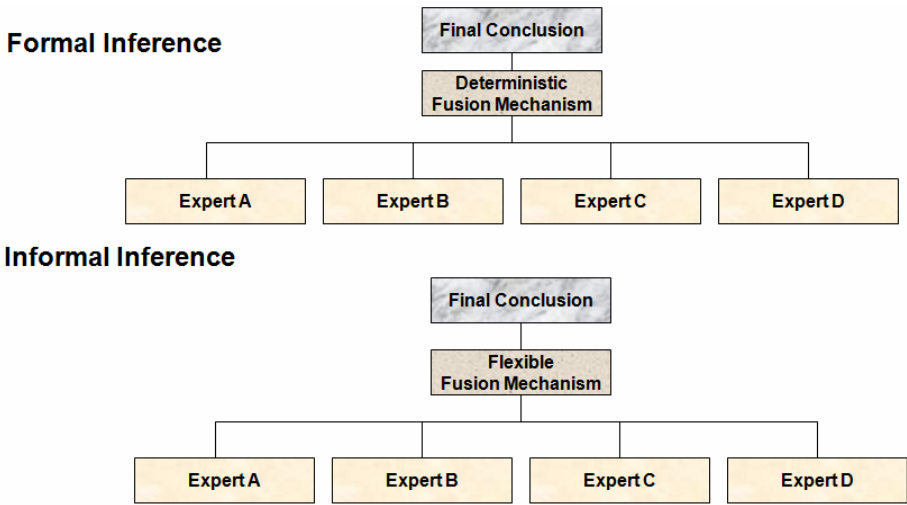 Formal Inference
Final Conclusion
Deterministic
Fusion Mechanism
Expert A
Expert B
Expert C
Expert D
Informal Inference
Final Conclusion
Flexible
Fusion Mechanism
Expert A
Expert B
Expert C
Expert D